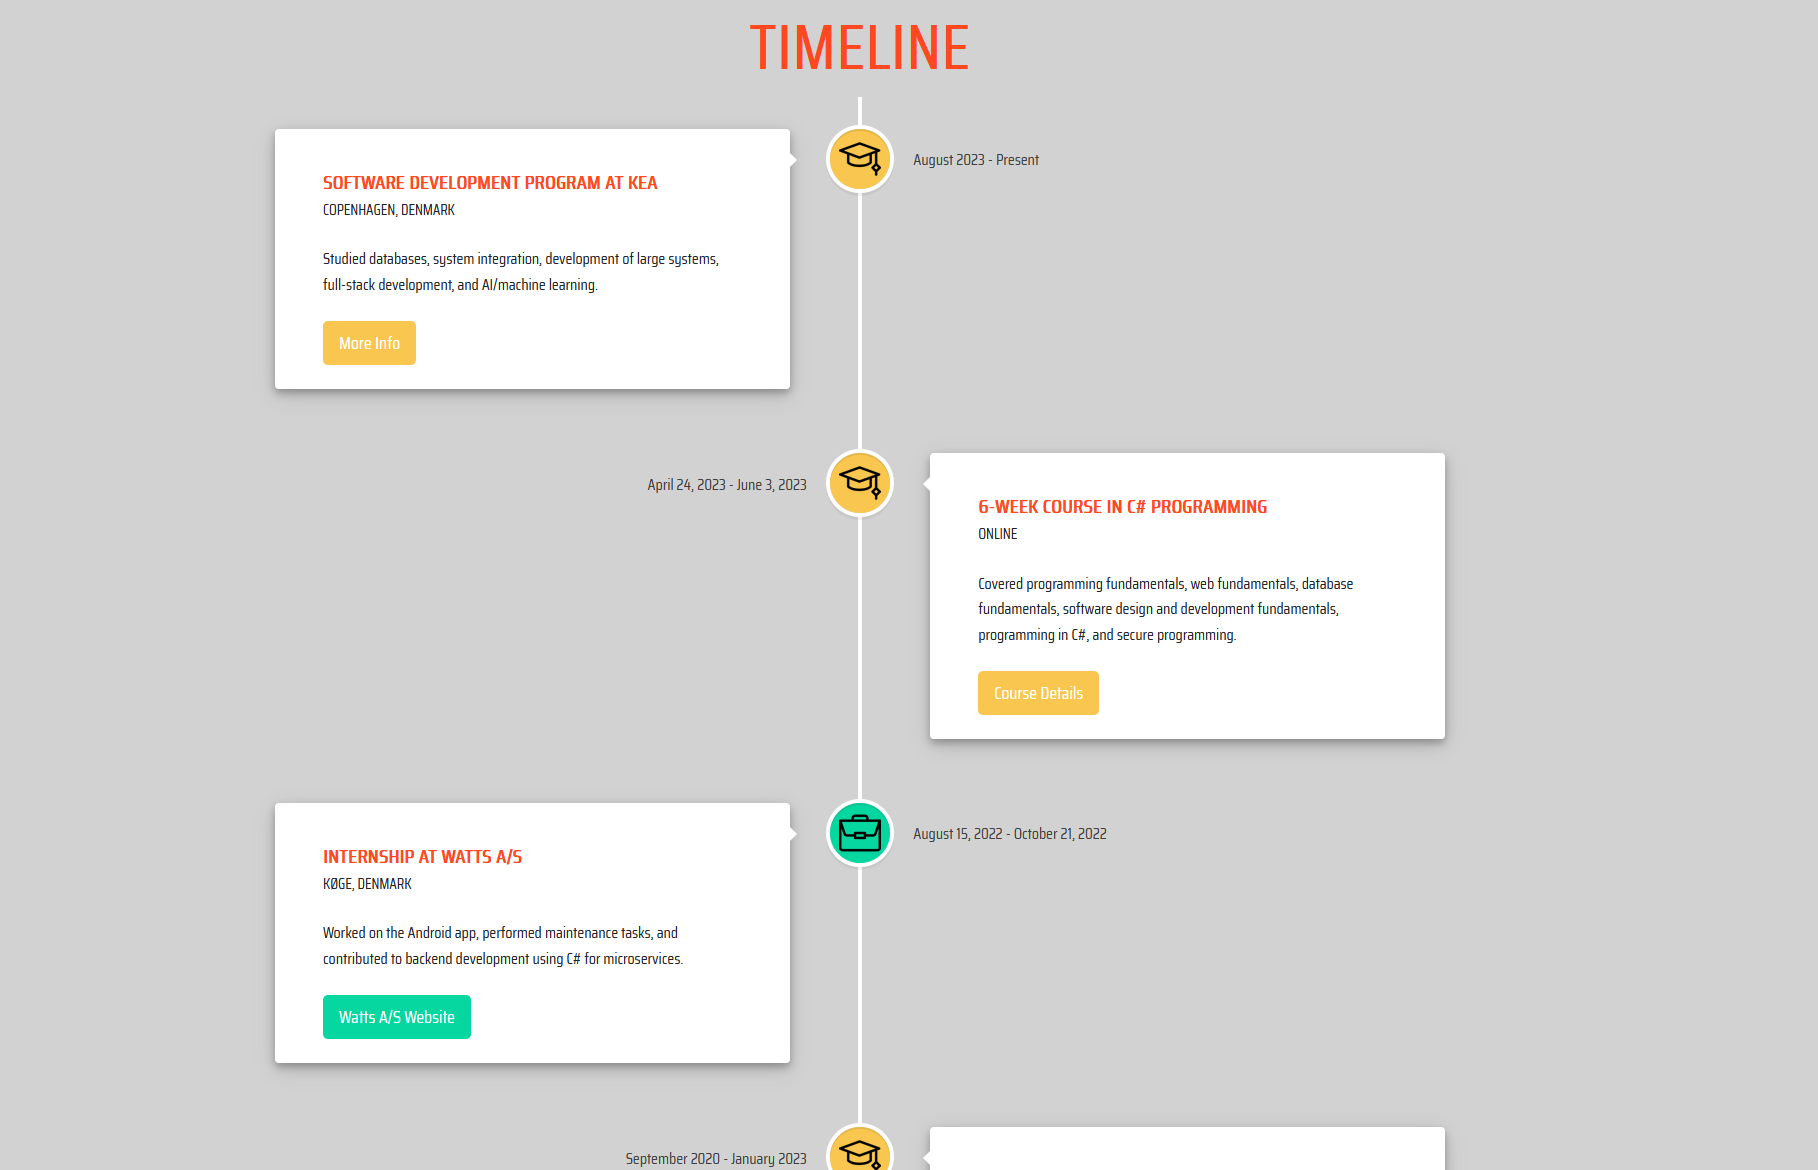 TIMELINE
August 2023 - Present
SOFTWARE DEVELOPMENT PROGRAM AT KEA
COPENHAGEN, DENMARK
Studied databases, system integration, development of large systems,
full-stack development, and AI/machine learning.
More Info
April 24, 2023 - June 3, 2023
6-WEEK COURSE IN C# PROGRAMMING
ONLINE
Covered programming fundamentals, web fundamentals, database
fundamentals, software design and development fundamentals,
programming in C#, and secure programming.
Course Details
August 15, 2022 - October 21, 2022
INTERNSHIP AT WATTS A/S
KØGE, DENMARK
Worked on the Android app, performed maintenance tasks, and
contributed to backend development using C# for microservices.
Watts A/S Website
September 2020 - January 2023